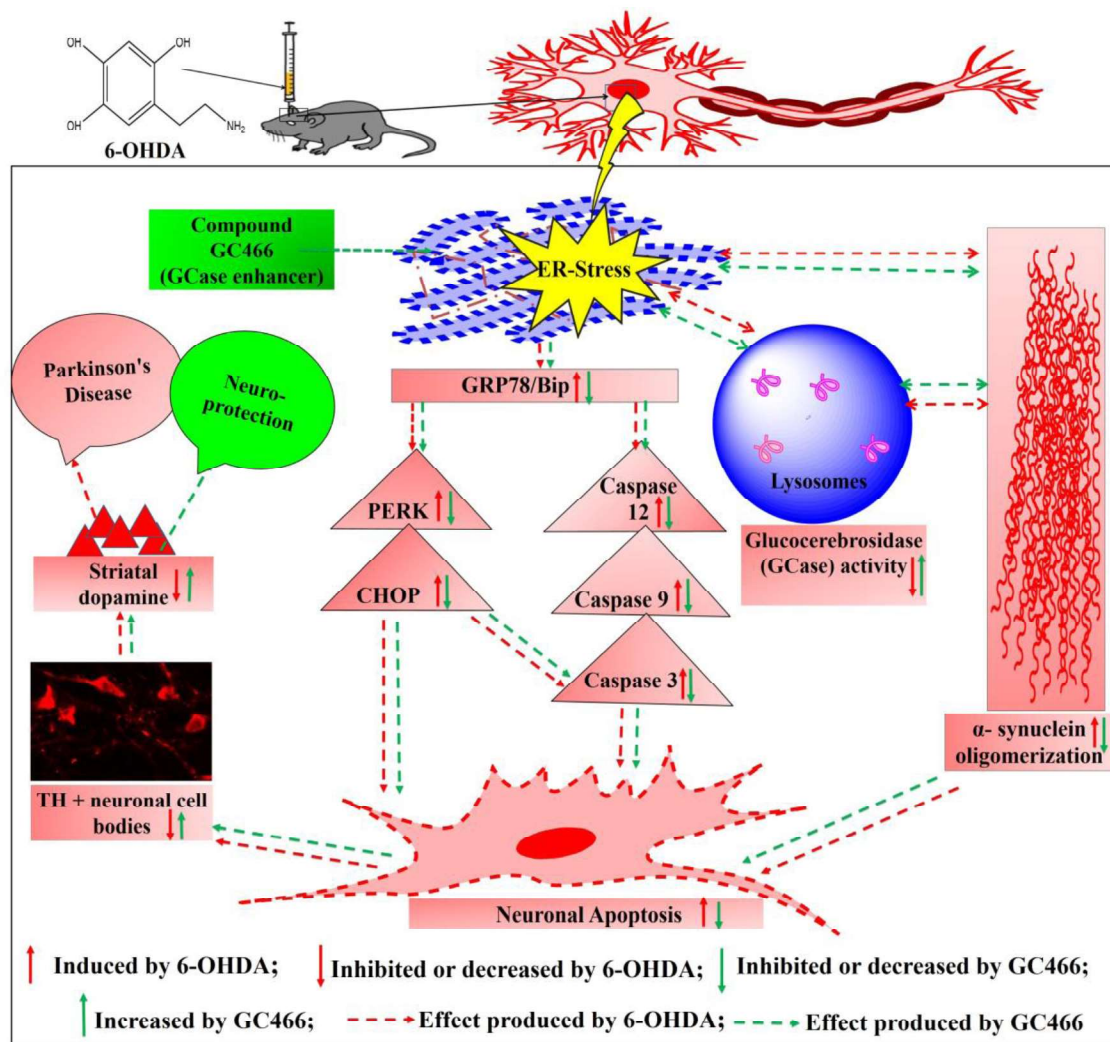 OH
OH
OH
NH₂
6-OHDA
Compound
GC466
(GCase enhancer)
ER-Stress
Parkinson's
Disease
Neuro-
protection
GRP78/Bip
PERK
Caspase
12
Lysosomes
Glucocerebrosidase
(GCase) activity
Striatal
dopamine
CHOP
Caspase 9
Caspase 3
α- synuclein
oligomerization
TH + neuronal cell
bodies
Neuronal Apoptosis
Induced by 6-OHDA;
Inhibited or decreased by 6-OHDA;
Inhibited or decreased by GC466;
Increased by GC466;
Effect produced by 6-OHDA;
Effect produced by GC466